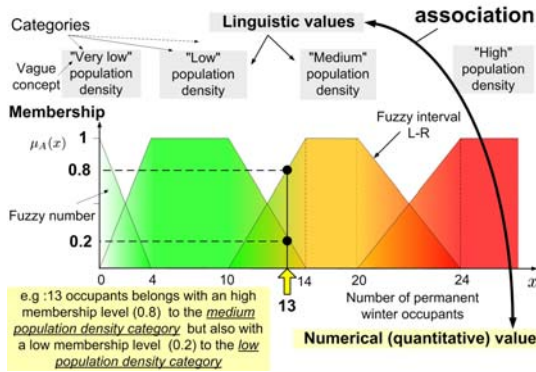 Categories
Linguistic values
association
Vague
concept
"Very low"
population
density
"Low"
population
density
"Medium"
population
density
"High"
population
density
Membership
μA(x)
1
0.8
0.2
Fuzzy number
Fuzzy interval
L-R
0
4
10
14
20
24
x
13
Number of permanent
winter occupants
e.g :13 occupants belongs with an high
membership level (0.8) to the medium
population density category but also with
a low membership level (0.2) to the low
population density category
Numerical (quantitative) value